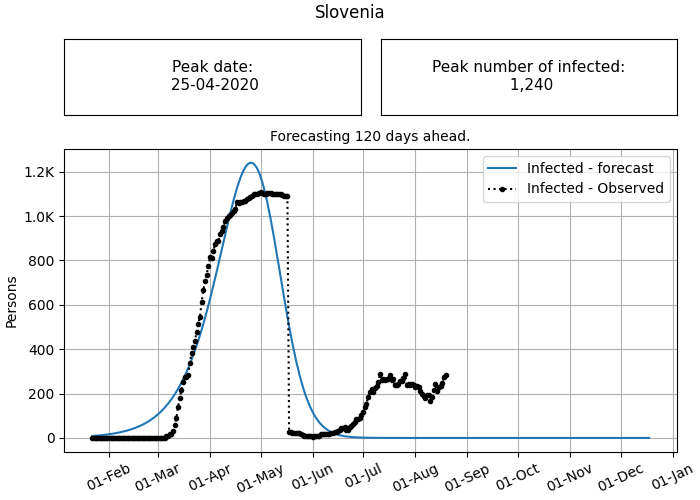 Slovenia
Peak date:
25-04-2020
Peak number of infected:
1,240
Forecasting 120 days ahead.
Infected - forecast
Infected - Observed
1.2K
1.0K
800
600
400
200
0
Persons
01-Feb
01-Mar
01-Apr
01-May
01-Jun
01-Jul
01-Aug
01-Sep
01-Oct
01-Nov
01-Dec
01-Jan